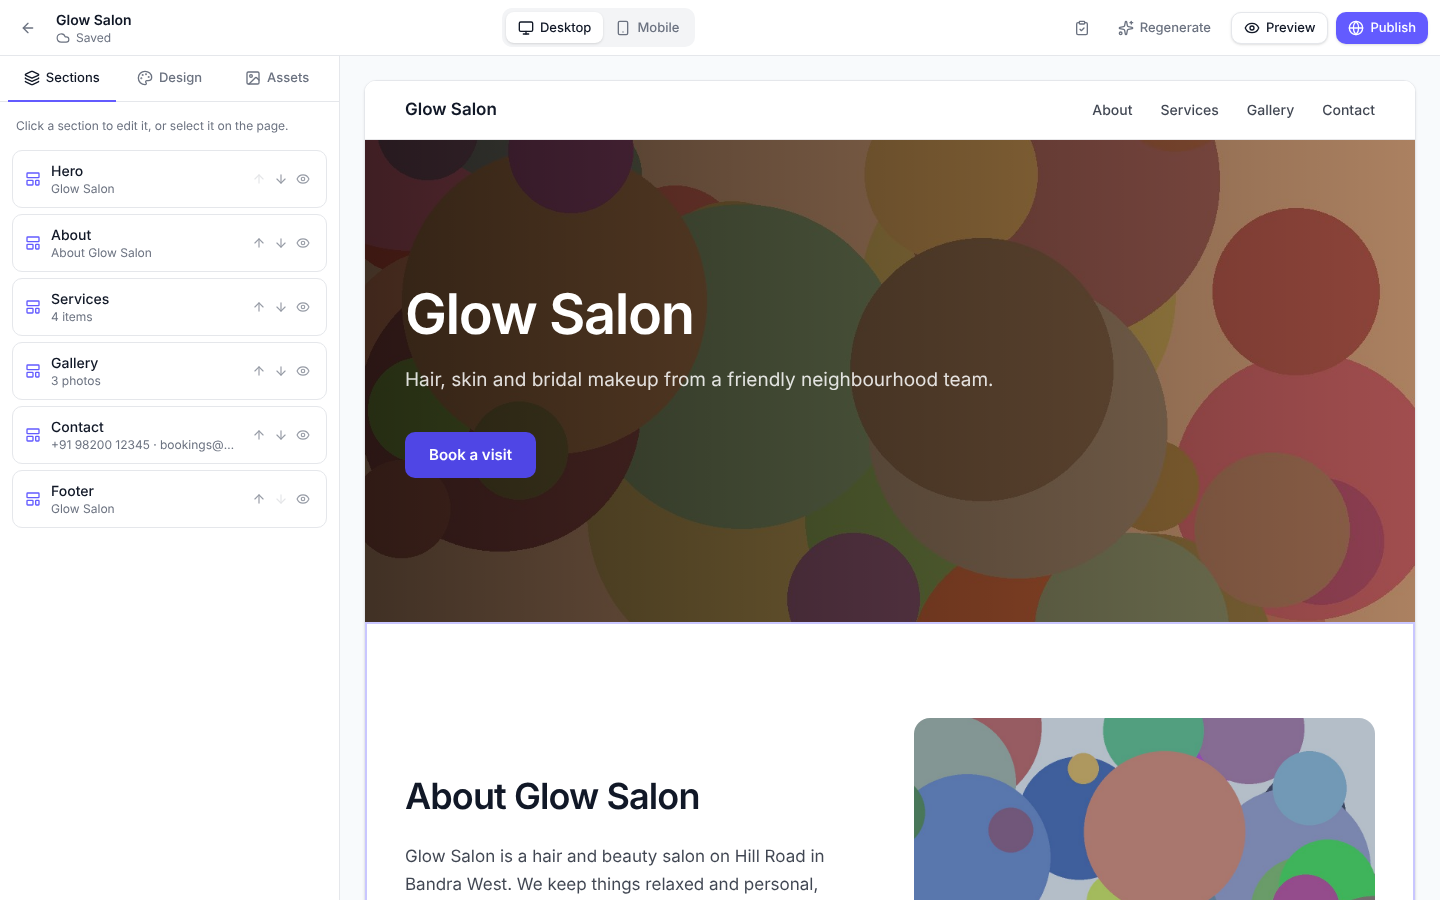 Glow Salon
Saved
Desktop
Mobile
Regenerate
Preview
Publish
Sections
Design
Assets
Click a section to edit it, or select it on the page.
Hero
Glow Salon
About
About Glow Salon
Services
4 items
Gallery
3 photos
Contact
+91 98200 12345 · bookings@...
Footer
Glow Salon
Glow Salon
About
Services
Gallery
Contact
Glow Salon
Hair, skin and bridal makeup from a friendly neighbourhood team.
Book a visit
About Glow Salon
Glow Salon is a hair and beauty salon on Hill Road in
Bandra West. We keep things relaxed and personal,